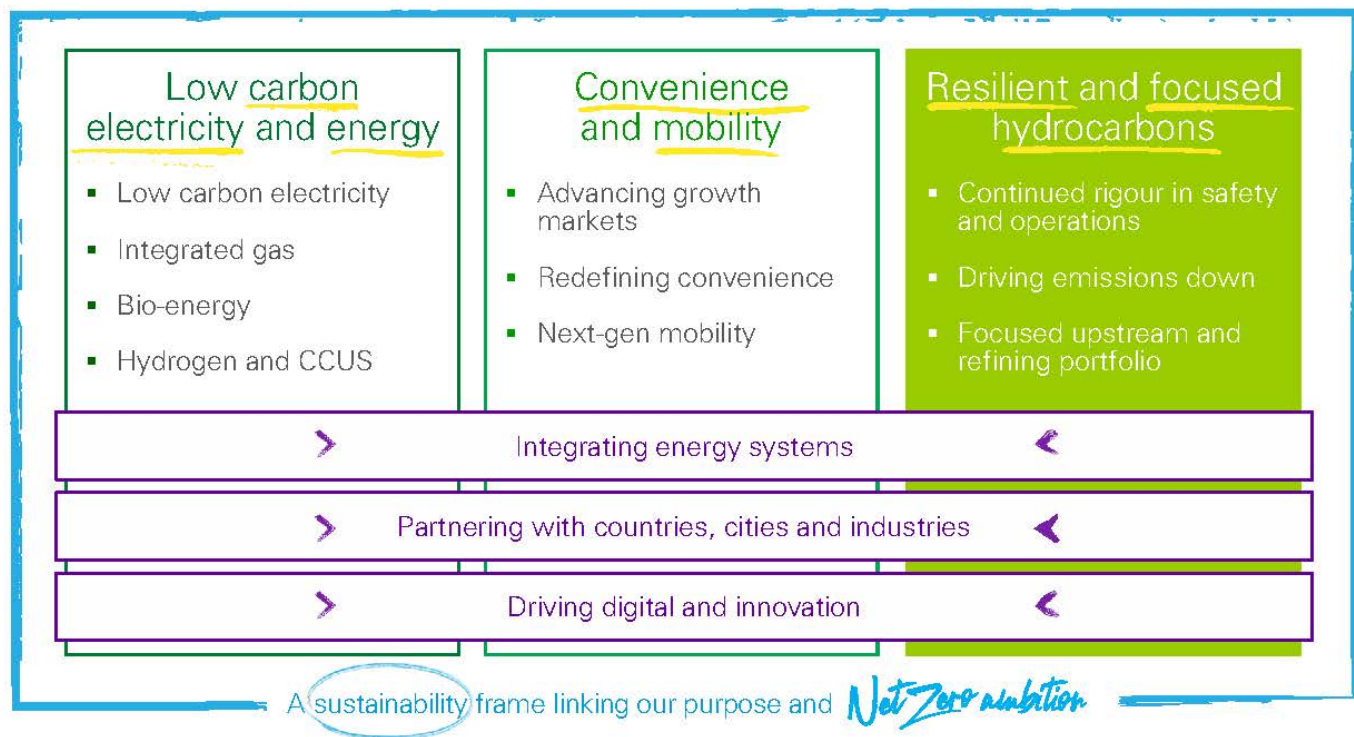 Low carbon
electricity and energy
▪ Low carbon electricity
▪ Integrated gas
▪ Bio-energy
▪ Hydrogen and CCUS
Convenience
and mobility
▪ Advancing growth
markets
▪ Redefining convenience
▪ Next-gen mobility
Resilient and focused
hydrocarbons
▪ Continued rigour in safety
and operations
▪ Driving emissions down
▪ Focused upstream and
refining portfolio
Integrating energy systems
Partnering with countries, cities and industries
Driving digital and innovation
A sustainability frame linking our purpose and Net Zero ambition